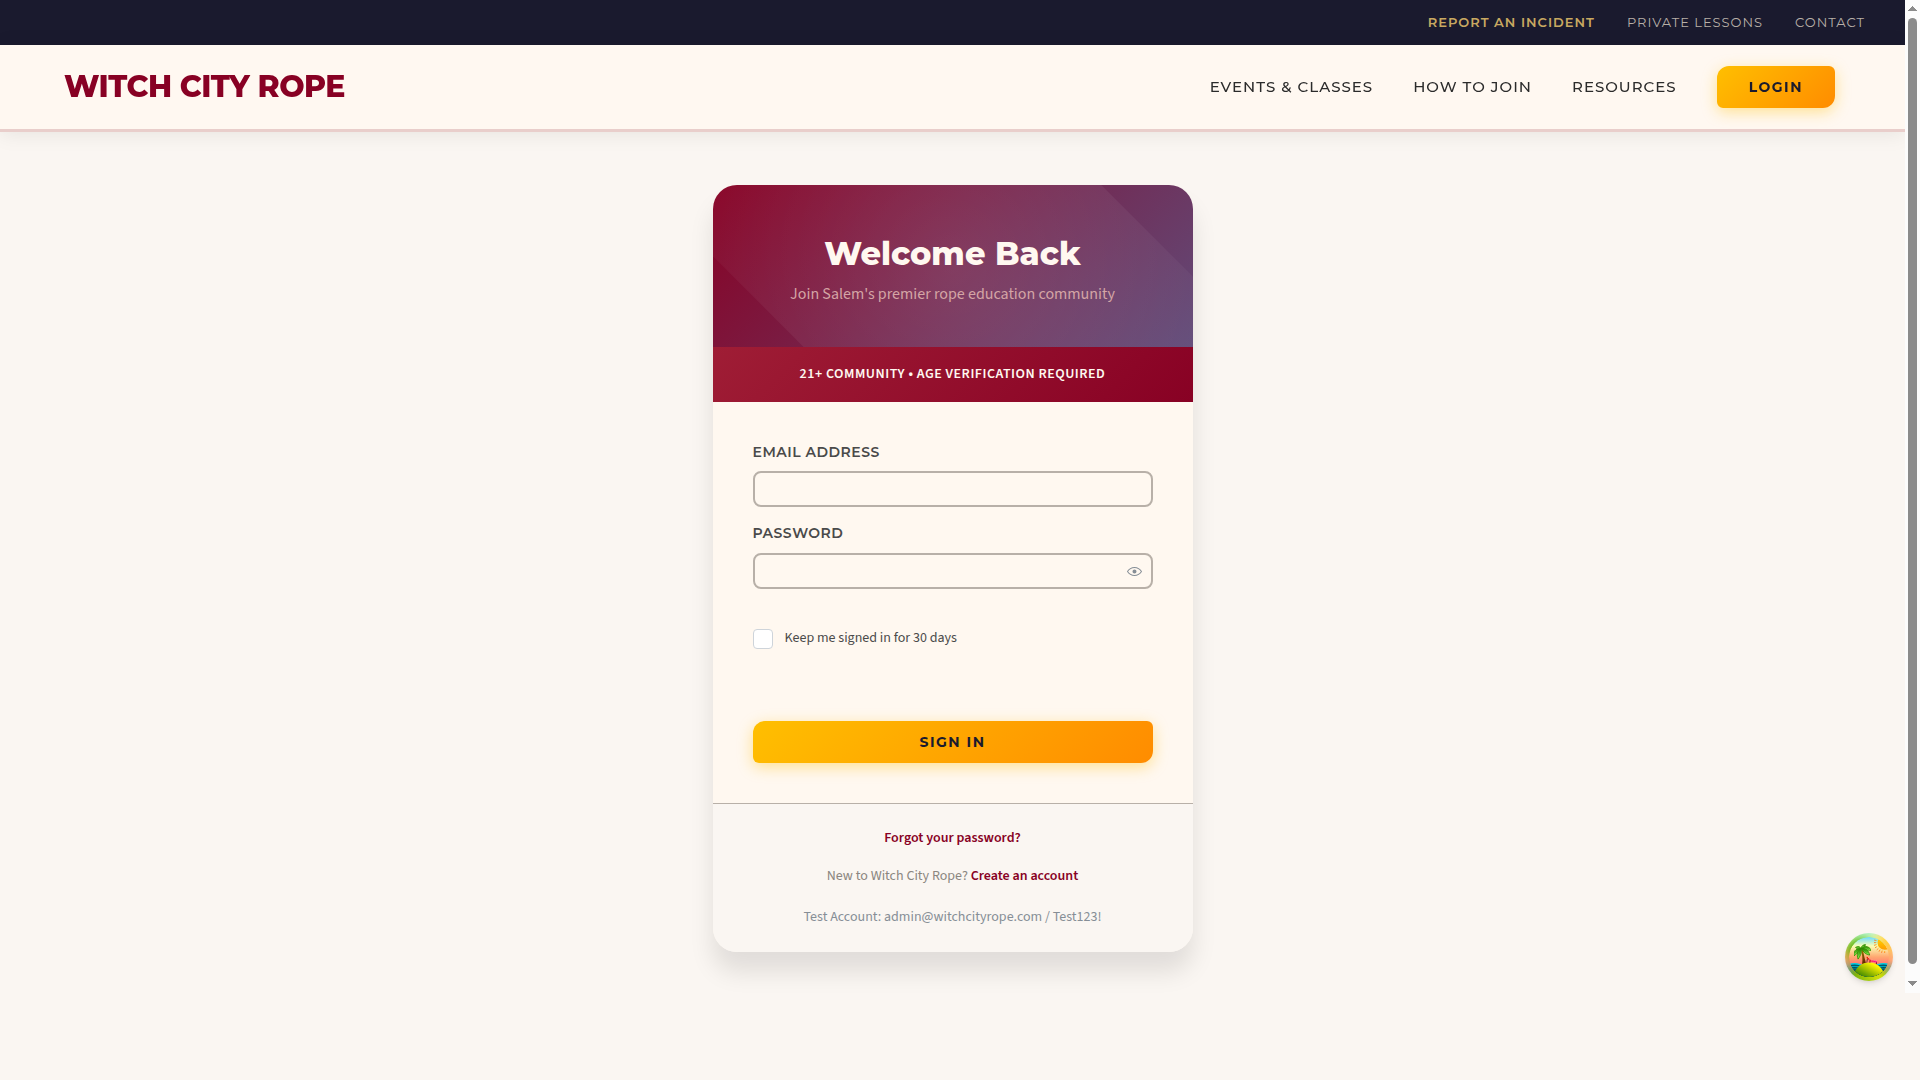 REPORT AN INCIDENT PRIVATE LESSONS CONTACT
WITCH CITY ROPE
EVENTS & CLASSES HOW TO JOIN RESOURCES LOGIN
Welcome Back
Join Salem's premier rope education community
21+ COMMUNITY • AGE VERIFICATION REQUIRED
EMAIL ADDRESS
PASSWORD
Keep me signed in for 30 days
SIGN IN
Forgot your password?
New to Witch City Rope? Create an account
Test Account: admin@witchcityrope.com / Test123!